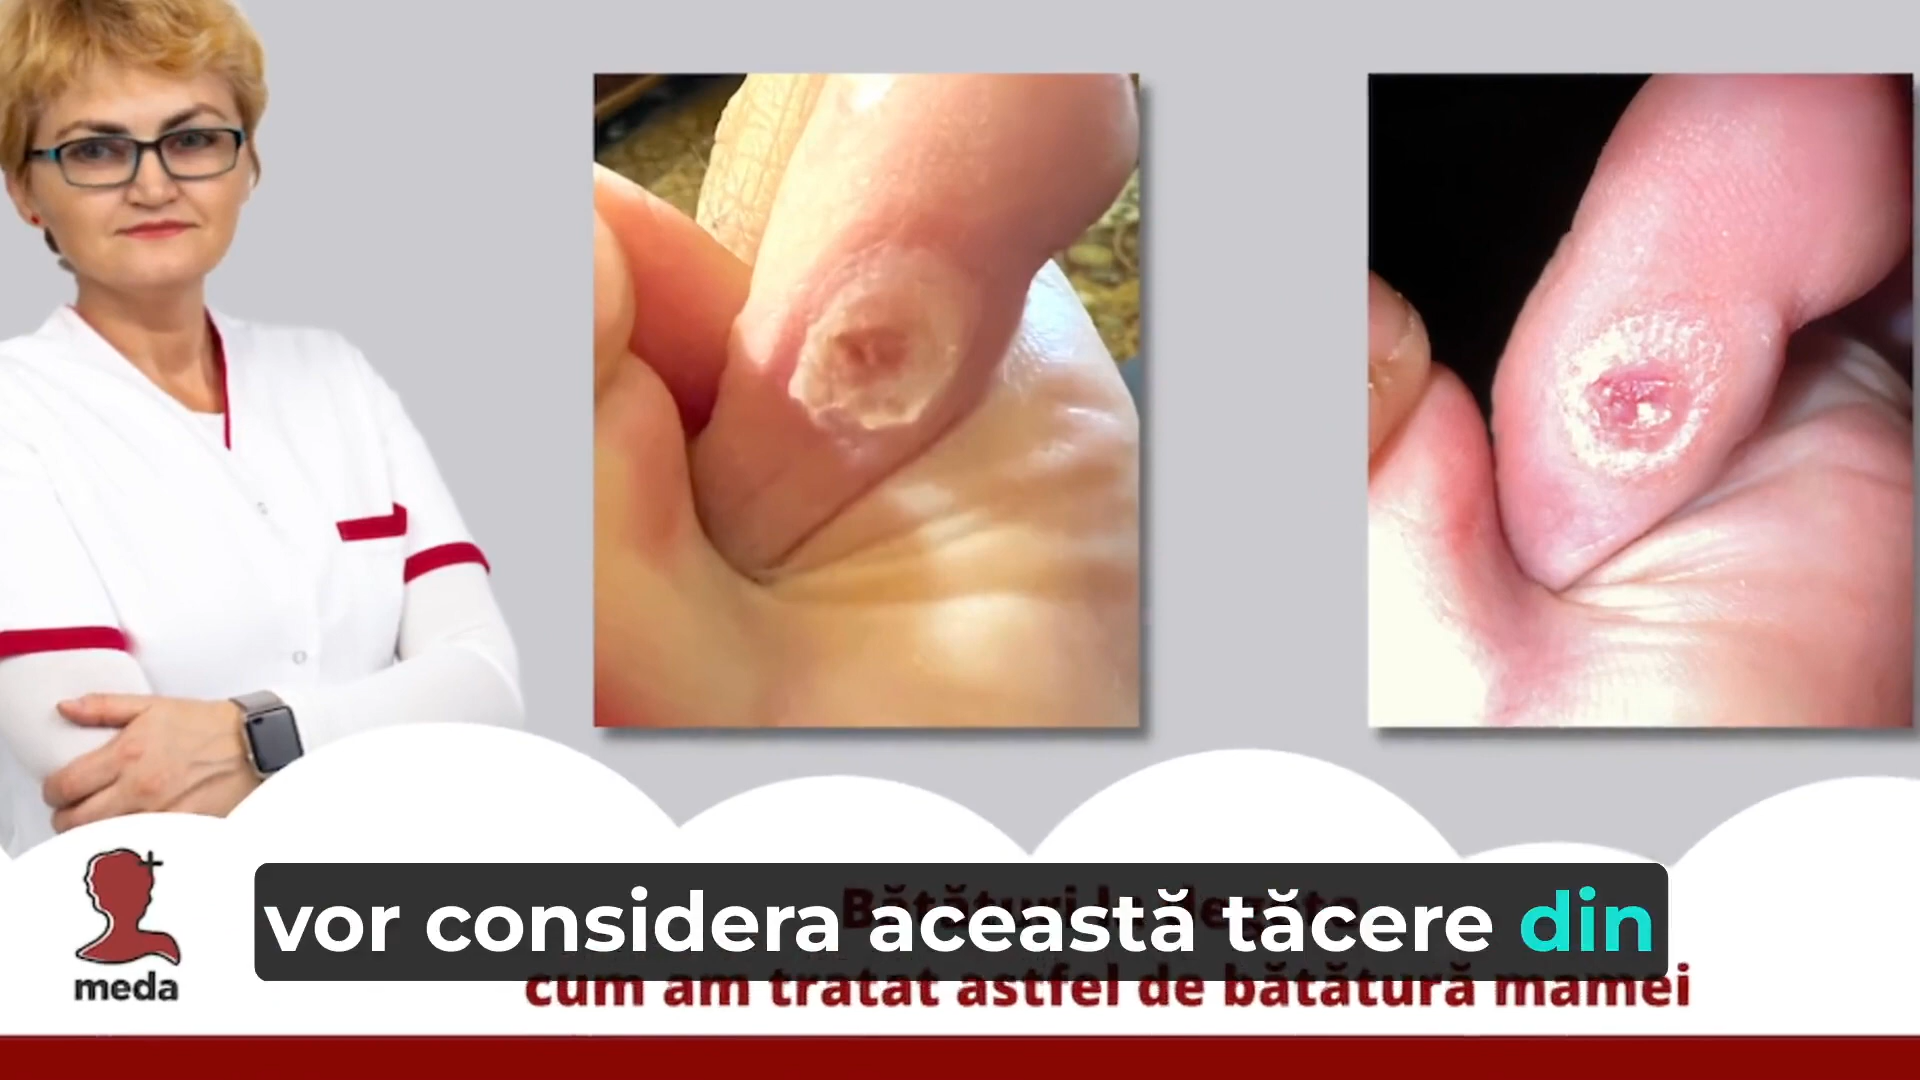 vor considera această tăcere din
cum am tratat astfel de bătătură mamei
meda